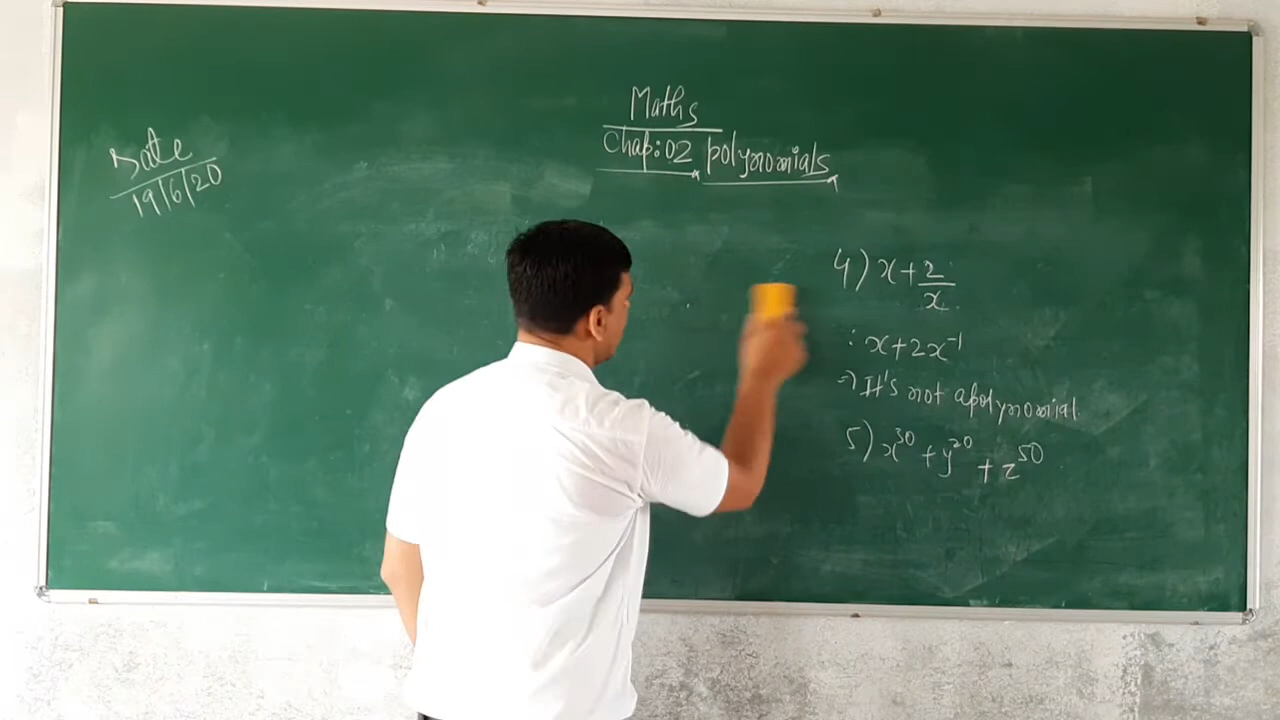 Maths
Chap:02 polynomials
Date
19/6/20
4) x + 2/x
: x + 2x⁻¹
⇒ It's not a polynomial.
5) x³⁰ + y²⁰ + z⁵⁰